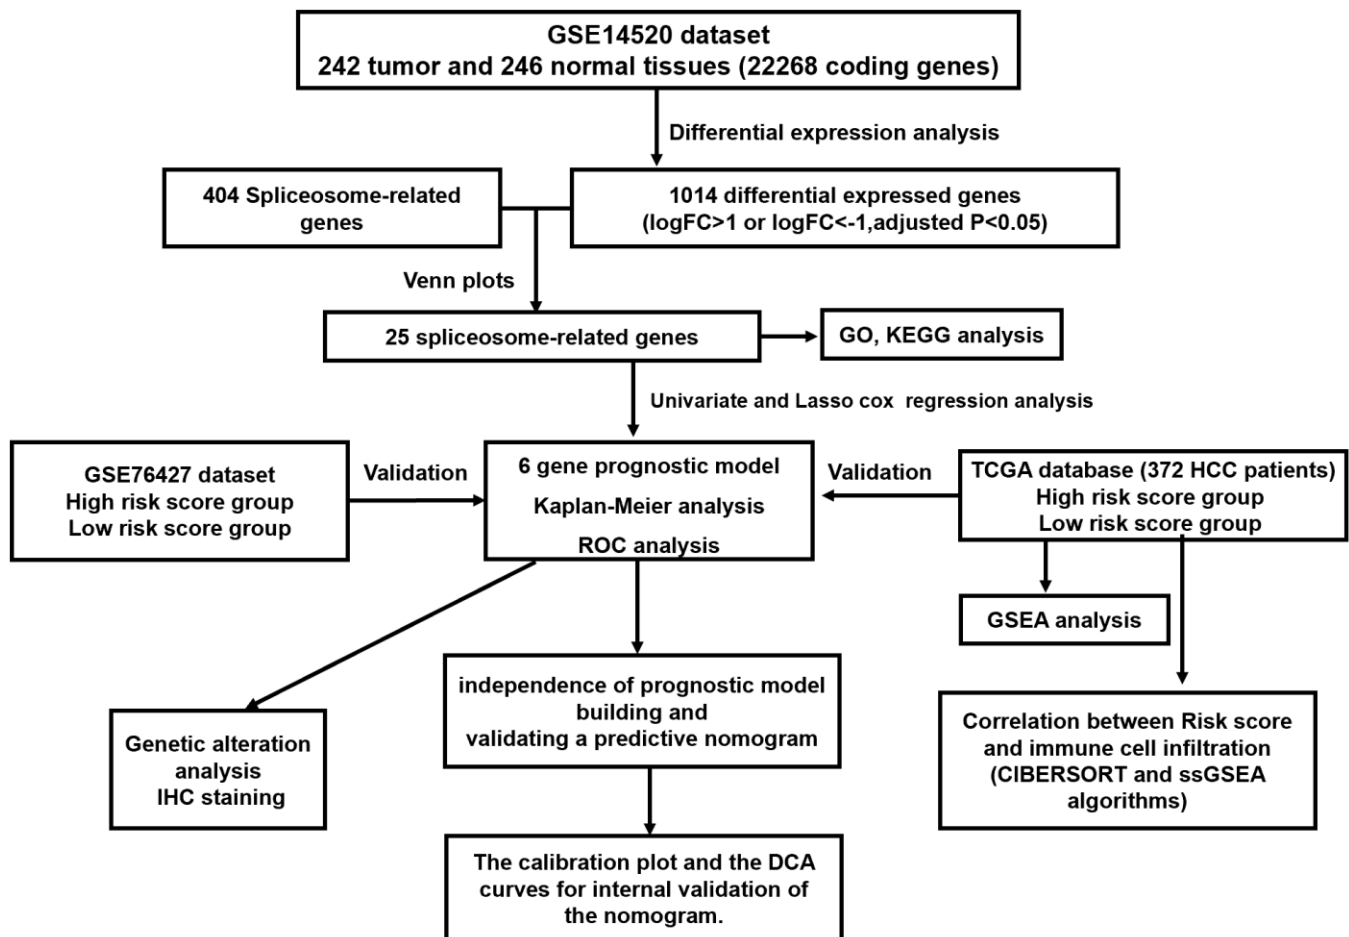 GSE14520 dataset
242 tumor and 246 normal tissues (22268 coding genes)
Differential expression analysis
404 Spliceosome-related
genes
1014 differential expressed genes
(logFC>1 or logFC<-1,adjusted P<0.05)
Venn plots
25 spliceosome-related genes
GO, KEGG analysis
Univariate and Lasso cox regression analysis
GSE76427 dataset
High risk score group
Low risk score group
Validation
6 gene prognostic model
Kaplan-Meier analysis
ROC analysis
Validation
TCGA database (372 HCC patients)
High risk score group
Low risk score group
GSEA analysis
Genetic alteration
analysis
IHC staining
independence of prognostic model
building and
validating a predictive nomogram
Correlation between Risk score
and immune cell infiltration
(CIBERSORT and ssGSEA
algorithms)
The calibration plot and the DCA
curves for internal validation of
the nomogram.